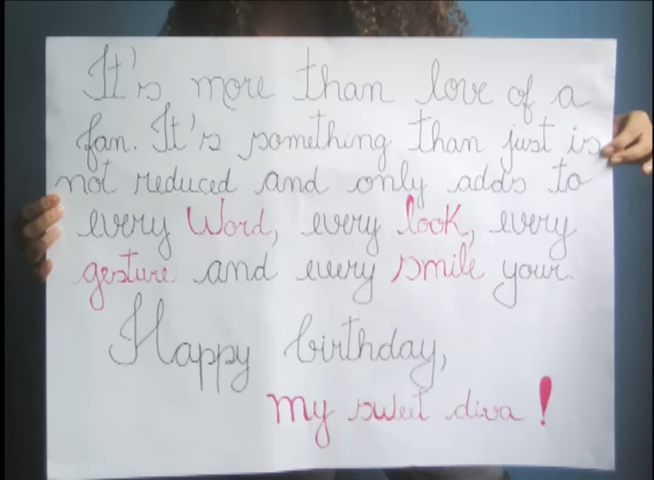 It's more than love of a
fan. It's something than just is
not reduced and only adds to
every Word, every look, every
gesture and every smile your.
Happy birthday,
my sweet diva!